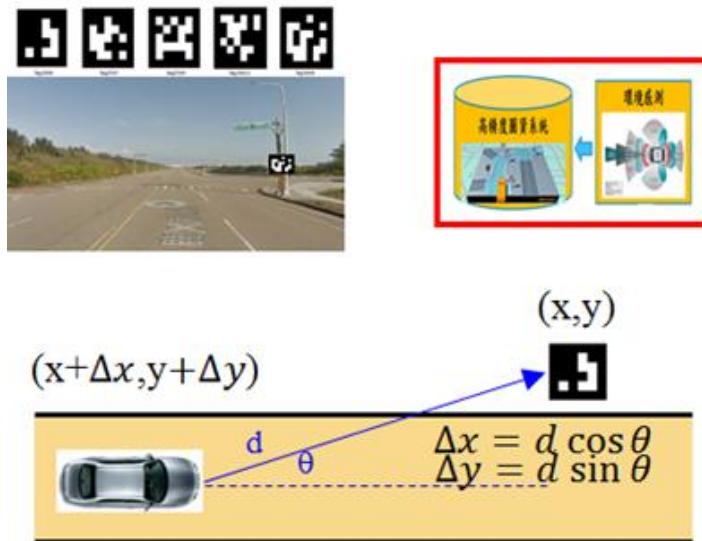 高精度圖資系統
環境感測
(x,y)
(x+Δx,y+Δy)
d
θ
Δx = d cos θ
Δy = d sin θ